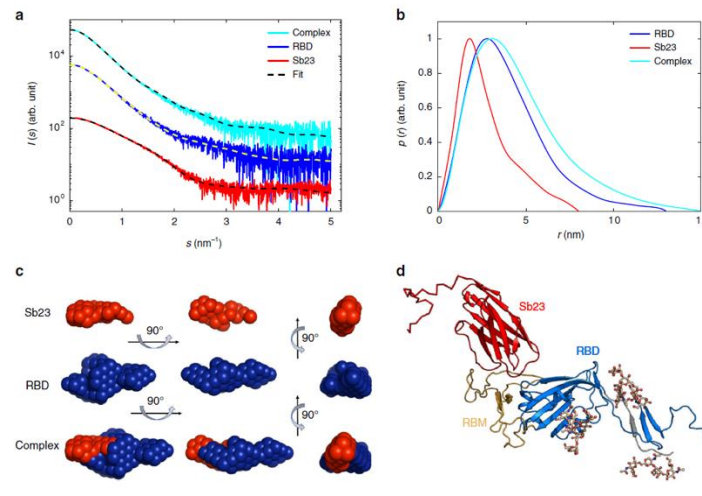 a
Complex
RBD
Sb23
Fit
10⁴
10²
10⁰
I (s) (arb. unit)
0 1 2 3 4 5
s (nm⁻¹)
b
RBD
Sb23
Complex
1
0.8
0.6
0.4
0.2
0
p (r) (arb. unit)
0 5 10 15
r (nm)
c
Sb23
90° 90°
RBD
90° 90°
Complex
d
Sb23
RBD
RBM